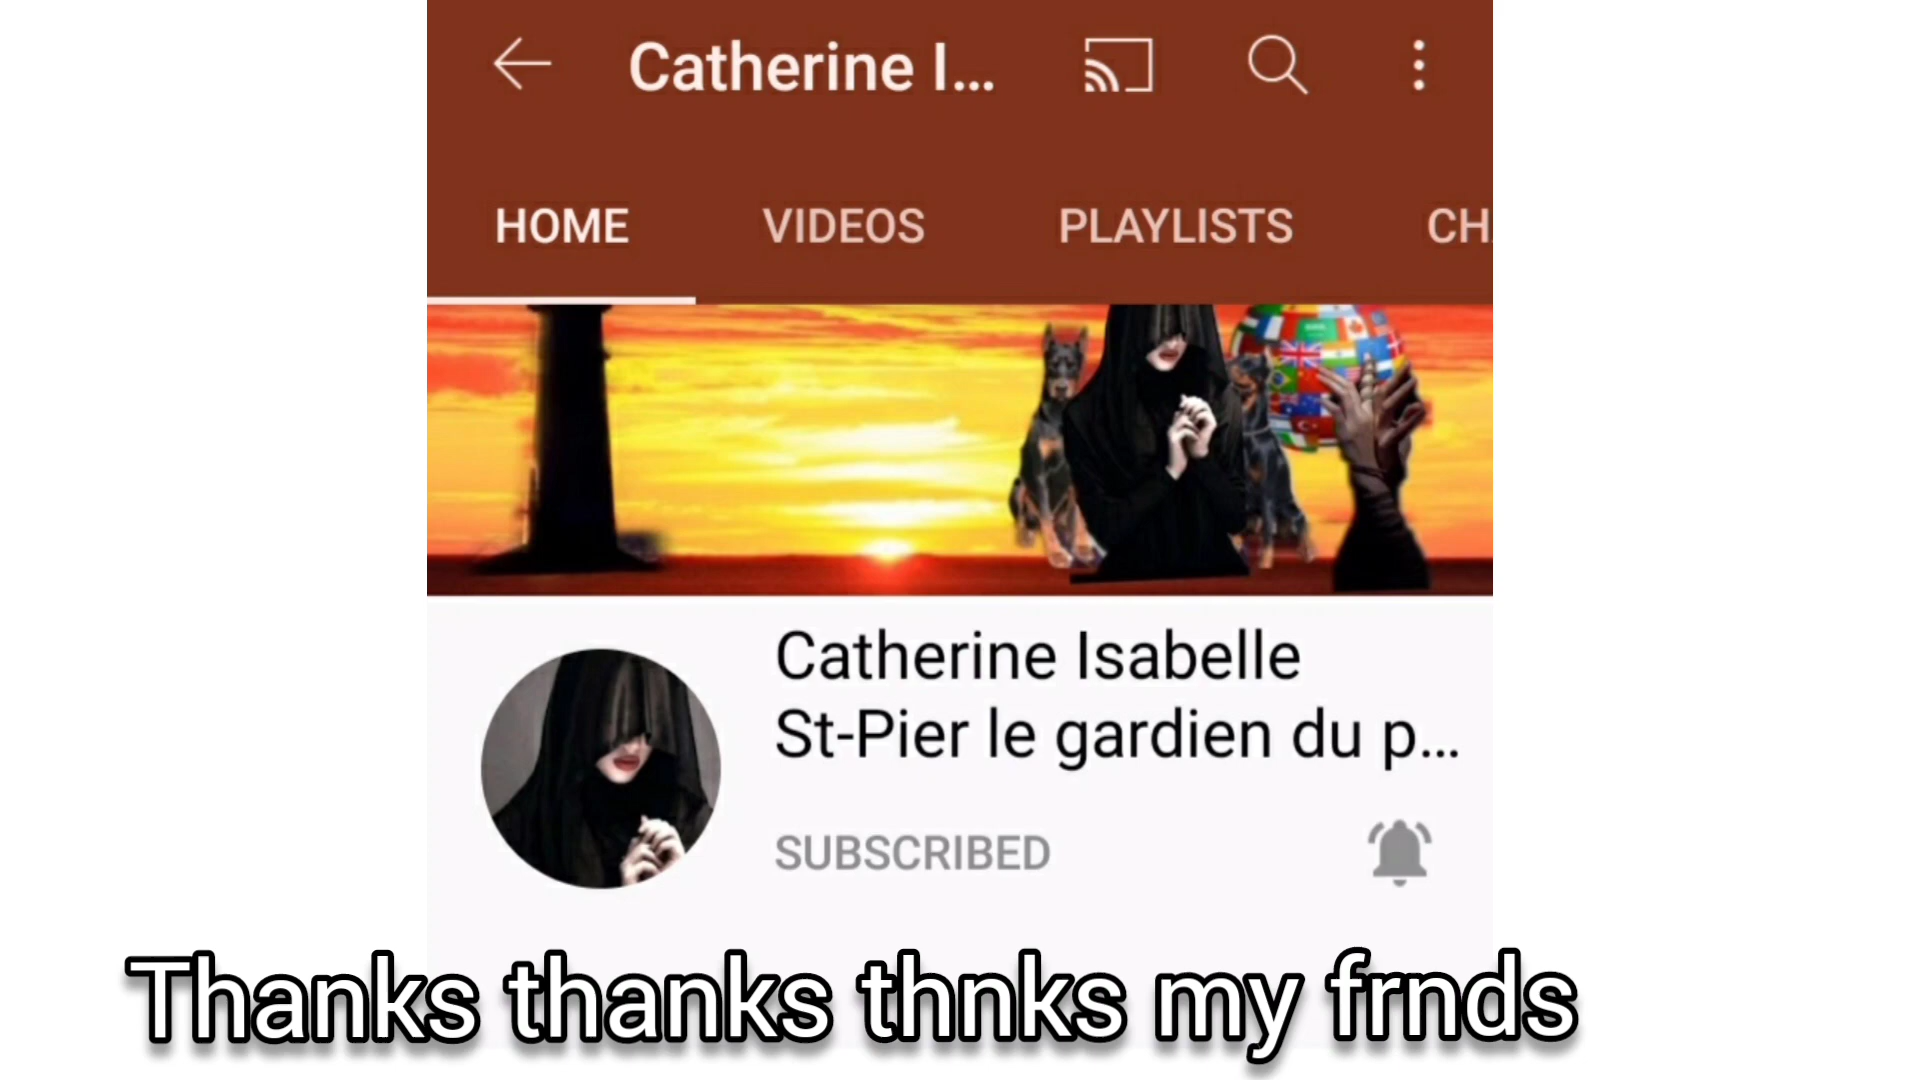 Catherine I...
HOME VIDEOS PLAYLISTS CH
Catherine Isabelle
St-Pier le gardien du p...
SUBSCRIBED
Thanks thanks thnks my frnds